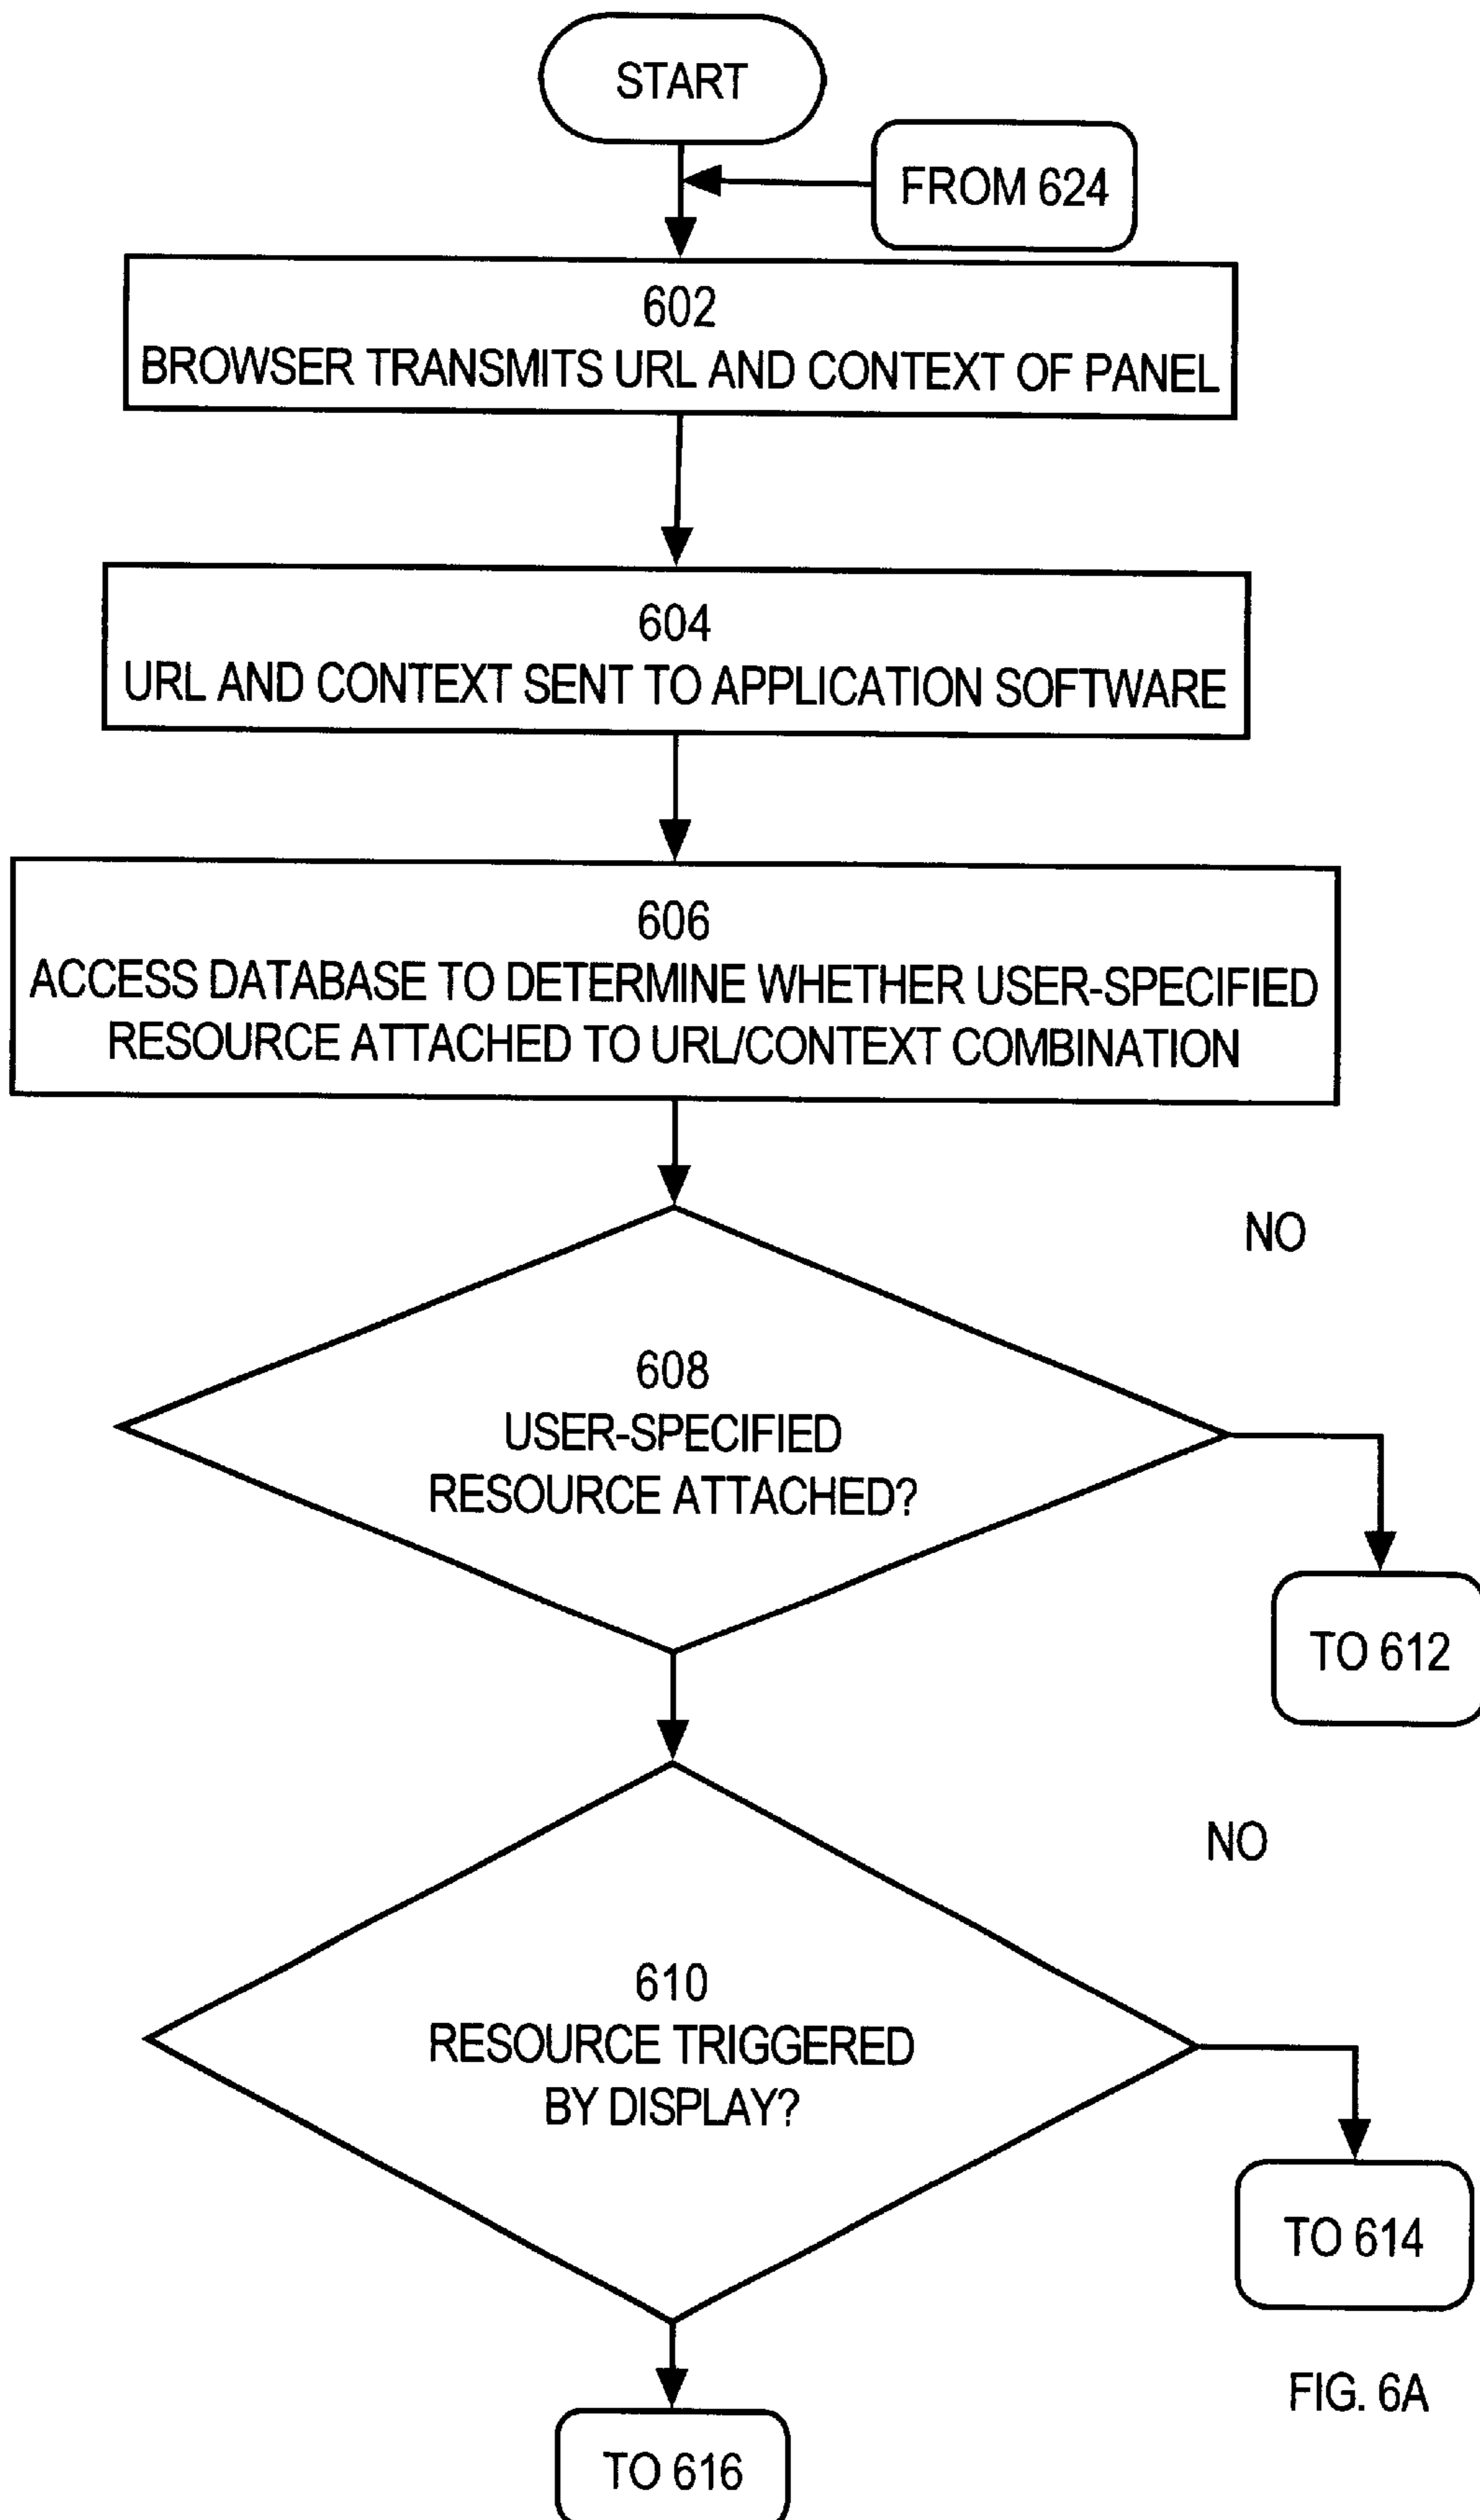 START
FROM 624
602
BROWSER TRANSMITS URL AND CONTEXT OF PANEL
604
URL AND CONTEXT SENT TO APPLICATION SOFTWARE
606
ACCESS DATABASE TO DETERMINE WHETHER USER-SPECIFIED
RESOURCE ATTACHED TO URL/CONTEXT COMBINATION
NO
608
USER-SPECIFIED
RESOURCE ATTACHED?
TO 612
NO
610
RESOURCE TRIGGERED
BY DISPLAY?
TO 614
FIG. 6A
TO 616